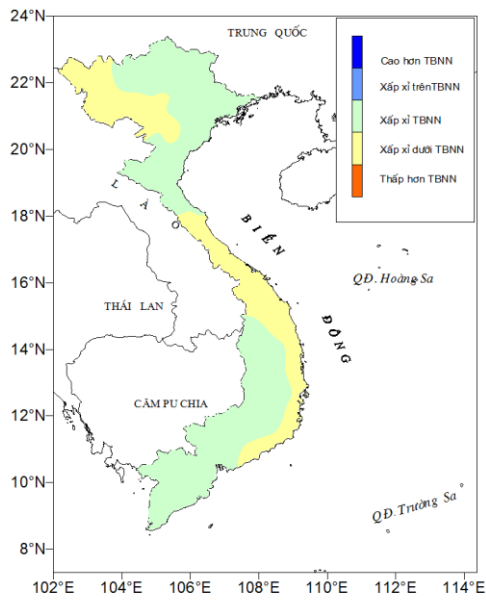 24°N
22°N
20°N
18°N
16°N
14°N
12°N
10°N
8°N
TRUNG QUỐC
Cao hơn TBNN
Xấp xỉ trênTBNN
Xấp xỉ TBNN
Xấp xỉ dưới TBNN
Thấp hơn TBNN
LÀO
BIỂN ĐÔNG
QĐ. Hoàng Sa
THÁI LAN
CĂM PU CHIA
QĐ. Trường Sa
102°E 104°E 106°E 108°E 110°E 112°E 114°E